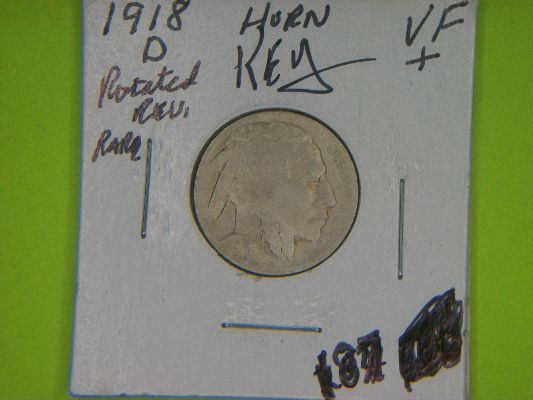 1918 HORN VF
D KEY +
Rotated
REV.
RARE